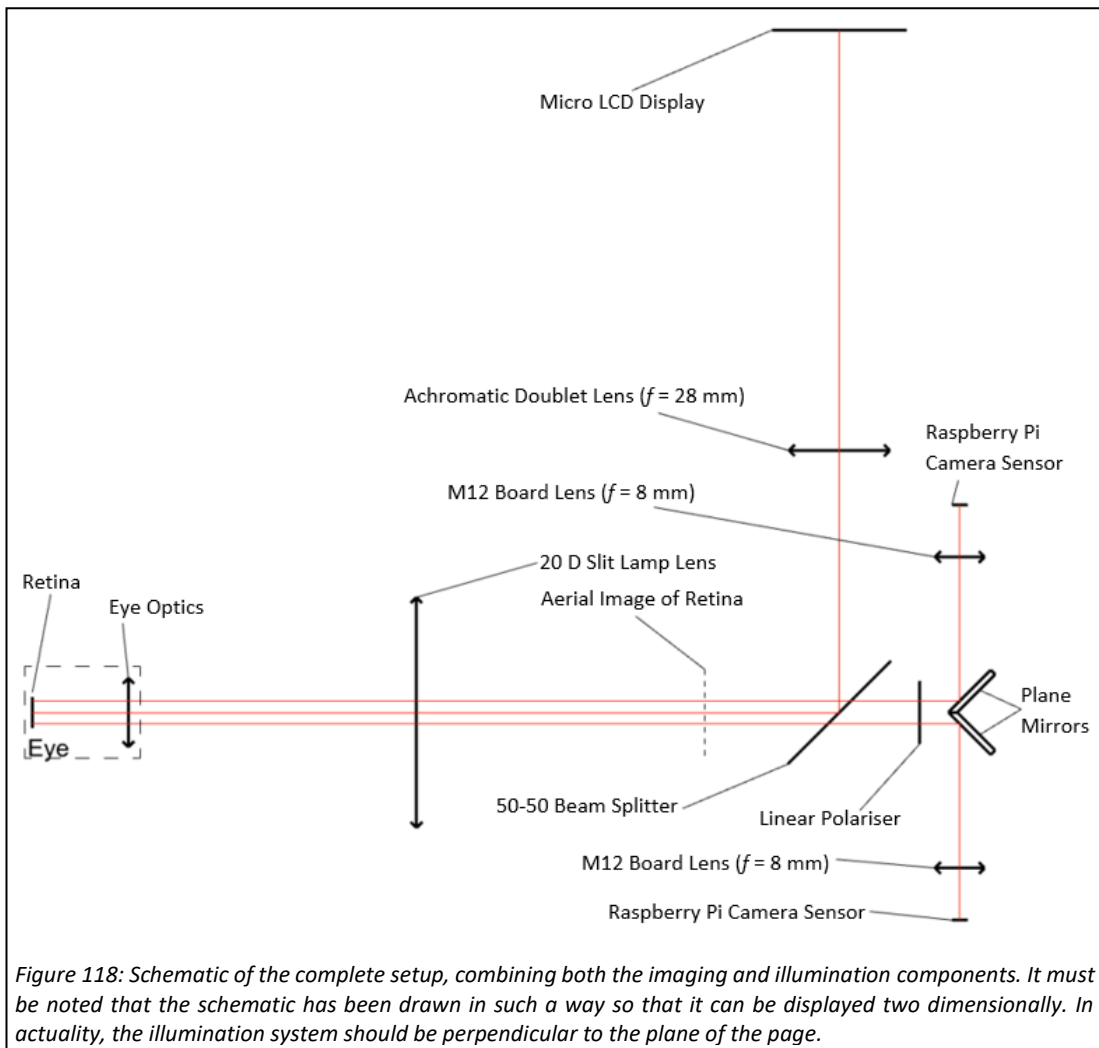 Micro LCD Display
Achromatic Doublet Lens (f = 28 mm)
Raspberry Pi
Camera Sensor
M12 Board Lens (f = 8 mm)
20 D Slit Lamp Lens
Aerial Image of Retina
Retina
Eye Optics
Eye
Plane
Mirrors
50-50 Beam Splitter
Linear Polariser
M12 Board Lens (f = 8 mm)
Raspberry Pi Camera Sensor
Figure 118: Schematic of the complete setup, combining both the imaging and illumination components. It must
be noted that the schematic has been drawn in such a way so that it can be displayed two dimensionally. In
actuality, the illumination system should be perpendicular to the plane of the page.